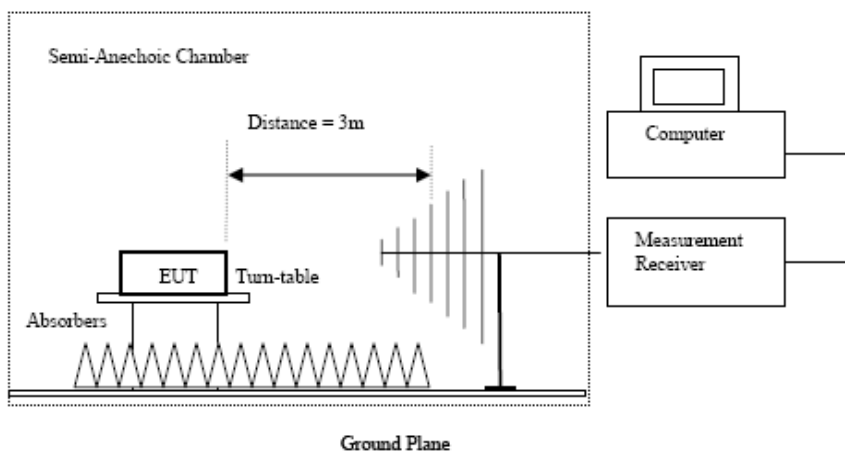 Semi-Anechoic Chamber
Distance = 3m
Computer
Measurement
Receiver
EUT
Turn-table
Absorbers
Ground Plane